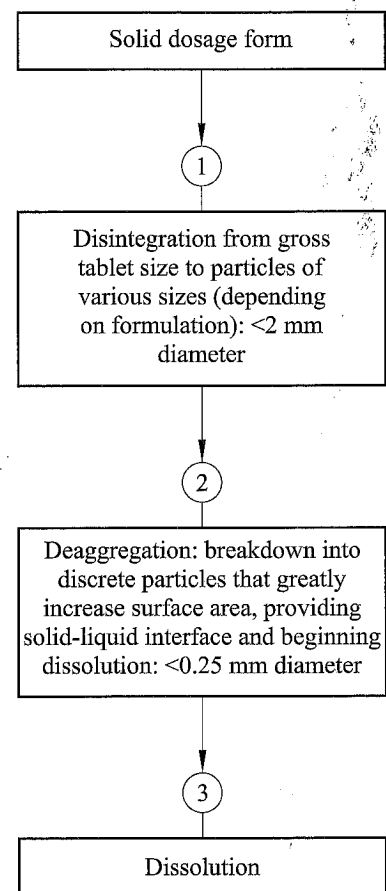 Solid dosage form
1
Disintegration from gross
tablet size to particles of
various sizes (depending
on formulation): <2 mm
diameter
2
Deaggregation: breakdown into
discrete particles that greatly
increase surface area, providing
solid-liquid interface and beginning
dissolution: <0.25 mm diameter
3
Dissolution